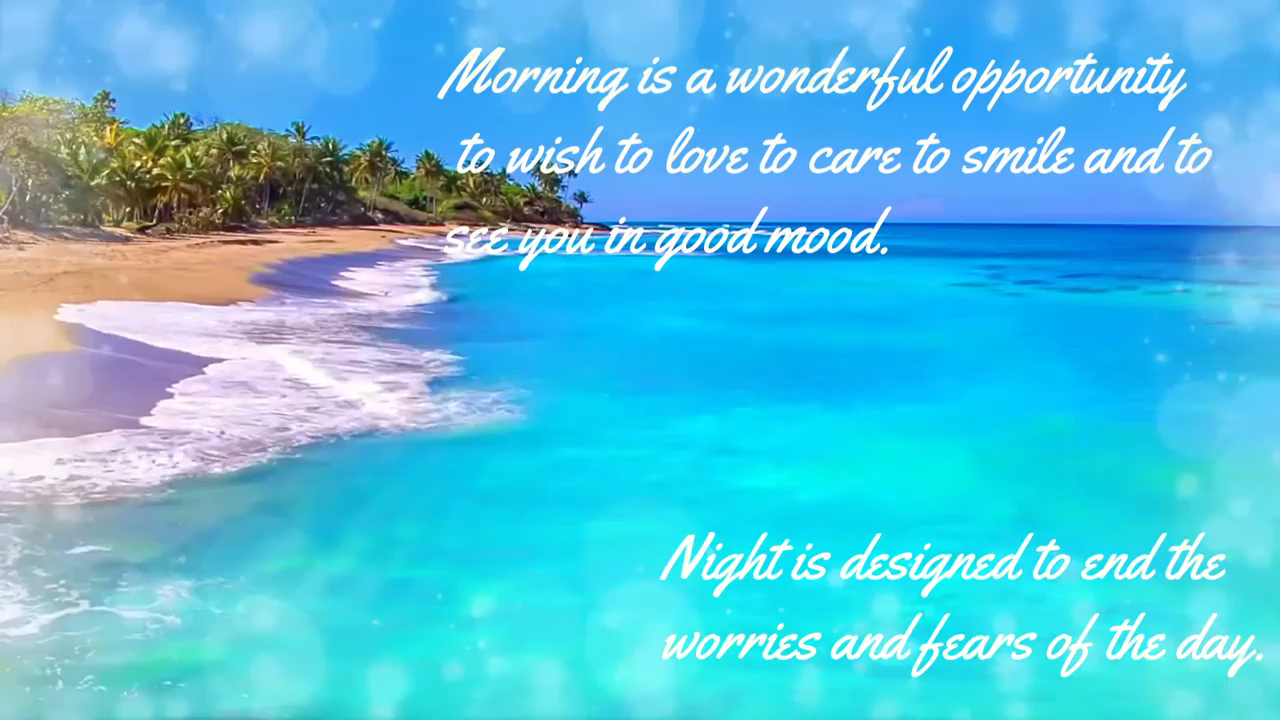 Morning is a wonderful opportunity
to wish to love to care to smile and to
see you in good mood.
Night is designed to end the
worries and fears of the day.